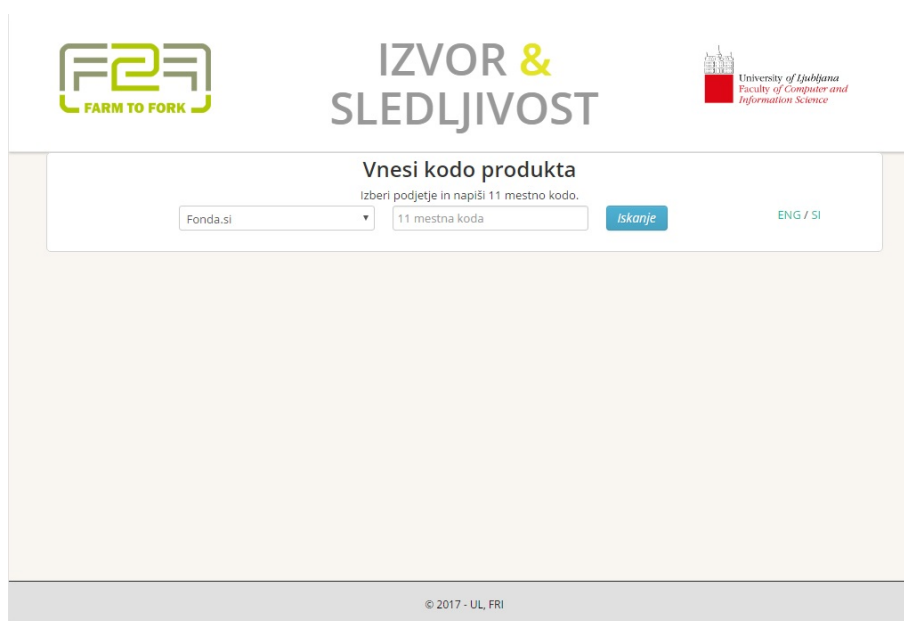 F2F
FARM TO FORK
IZVOR &
SLEDLJIVOST
University of Ljubljana
Faculty of Computer and
Information Science
Vnesi kodo produkta
Izberi podjetje in napiši 11 mestno kodo.
Fonda.si
11 mestna koda
Iskanje
ENG / SI
© 2017 - UL, FRI